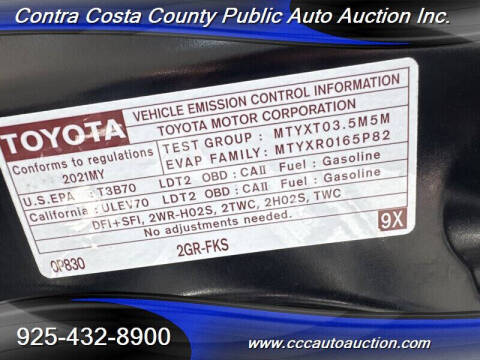 Contra Costa County Public Auto Auction Inc.
TOYOTA
VEHICLE EMISSION CONTROL INFORMATION
TOYOTA MOTOR CORPORATION
Conforms to regulations
2021MY
TEST GROUP : MTYXT03.5M5M
EVAP FAMILY : MTYXR0165P82
U.S.EPA : T3B70 LDT2 OBD : CAII Fuel : Gasoline
California : ULEV70 LDT2 OBD : CAII Fuel : Gasoline
DFI+SFI, 2WR-HO2S, 2TWC, 2HO2S, TWC
No adjustments needed.
0P830
2GR-FKS
9X
925-432-8900
www.cccautoauction.com